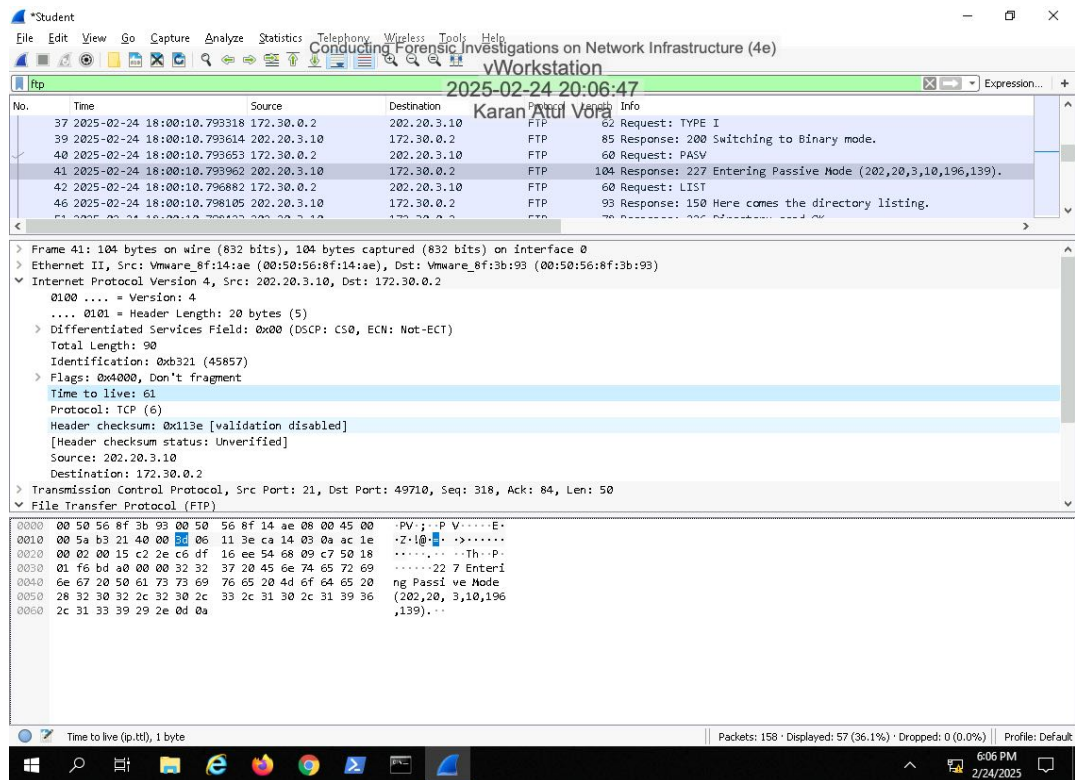 *Student
File Edit View Go Capture Analyze Statistics Telephony Wireless Tools Help
Conducting Forensic Investigations on Network Infrastructure (4e)
vWorkstation
2025-02-24 20:06:47
Karan Atul Vora
ftp Expression... +
No. Time Source Destination Protocol Length Info
37 2025-02-24 18:00:10.793318 172.30.0.2 202.20.3.10 FTP 62 Request: TYPE I
39 2025-02-24 18:00:10.793614 202.20.3.10 172.30.0.2 FTP 85 Response: 200 Switching to Binary mode.
40 2025-02-24 18:00:10.793653 172.30.0.2 202.20.3.10 FTP 60 Request: PASV
41 2025-02-24 18:00:10.793962 202.20.3.10 172.30.0.2 FTP 104 Response: 227 Entering Passive Mode (202,20,3,10,196,139).
42 2025-02-24 18:00:10.796882 172.30.0.2 202.20.3.10 FTP 60 Request: LIST
46 2025-02-24 18:00:10.798105 202.20.3.10 172.30.0.2 FTP 93 Response: 150 Here comes the directory listing.
Frame 41: 104 bytes on wire (832 bits), 104 bytes captured (832 bits) on interface 0
Ethernet II, Src: Vmware_8f:14:ae (00:50:56:8f:14:ae), Dst: Vmware_8f:3b:93 (00:50:56:8f:3b:93)
Internet Protocol Version 4, Src: 202.20.3.10, Dst: 172.30.0.2
0100 .... = Version: 4
.... 0101 = Header Length: 20 bytes (5)
Differentiated Services Field: 0x00 (DSCP: CS0, ECN: Not-ECT)
Total Length: 90
Identification: 0xb321 (45857)
Flags: 0x4000, Don't fragment
Time to live: 61
Protocol: TCP (6)
Header checksum: 0x113e [validation disabled]
[Header checksum status: Unverified]
Source: 202.20.3.10
Destination: 172.30.0.2
Transmission Control Protocol, Src Port: 21, Dst Port: 49710, Seq: 318, Ack: 84, Len: 50
File Transfer Protocol (FTP)
0000 00 50 56 8f 3b 93 00 50 56 8f 14 ae 08 00 45 00 ·PV·;··P V·····E·
0010 00 5a b3 21 40 00 3d 06 11 3e ca 14 03 0a ac 1e ·Z·!@·=· ·>······
0020 00 02 00 15 c2 2e c6 df 16 ee 54 68 09 c7 50 18 ·····.·· ··Th··P·
0030 01 f6 bd a0 00 00 32 32 37 20 45 6e 74 65 72 69 ······22 7 Enteri
0040 6e 67 20 50 61 73 73 69 76 65 20 4d 6f 64 65 20 ng Passi ve Mode
0050 28 32 30 32 2c 32 30 2c 33 2c 31 30 2c 31 39 36 (202,20, 3,10,196
0060 2c 31 33 39 29 2e 0d 0a ,139).··
Time to live (ip.ttl), 1 byte Packets: 158 · Displayed: 57 (36.1%) · Dropped: 0 (0.0%) Profile: Default
6:06 PM
2/24/2025